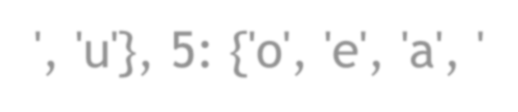 ', 'u'}, 5: {'o', 'e', 'a', '